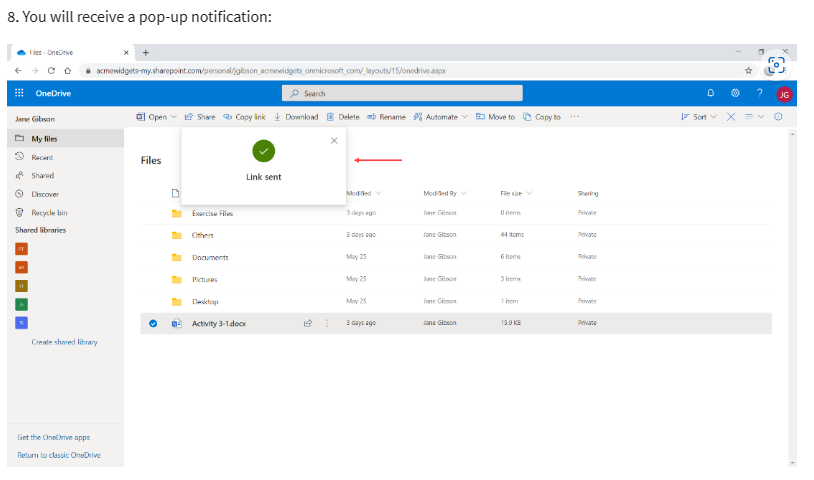 8. You will receive a pop-up notification:
Files - OneDrive
acmewidgets-my.sharepoint.com/personal/jgibson_acmewidgets_onmicrosoft_com/_layouts/15/onedrive.aspx
OneDrive Search ? JG
Jane Gibson Open Share Copy link Download Delete Rename Automate Move to Copy to ... Sort
My files
Recent
Shared
Discover
Recycle bin
Shared libraries
Create shared library
Get the OneDrive apps
Return to classic OneDrive
Link sent
Files
Modified Modified By File size Sharing
Exercise Files 3 days ago Jane Gibson 0 items Private
Others 3 days ago Jane Gibson 44 items Private
Documents May 25 Jane Gibson 6 items Private
Pictures May 25 Jane Gibson 3 items Private
Desktop May 25 Jane Gibson 1 item Private
Activity 3-1.docx 3 days ago Jane Gibson 15.0 KB Private